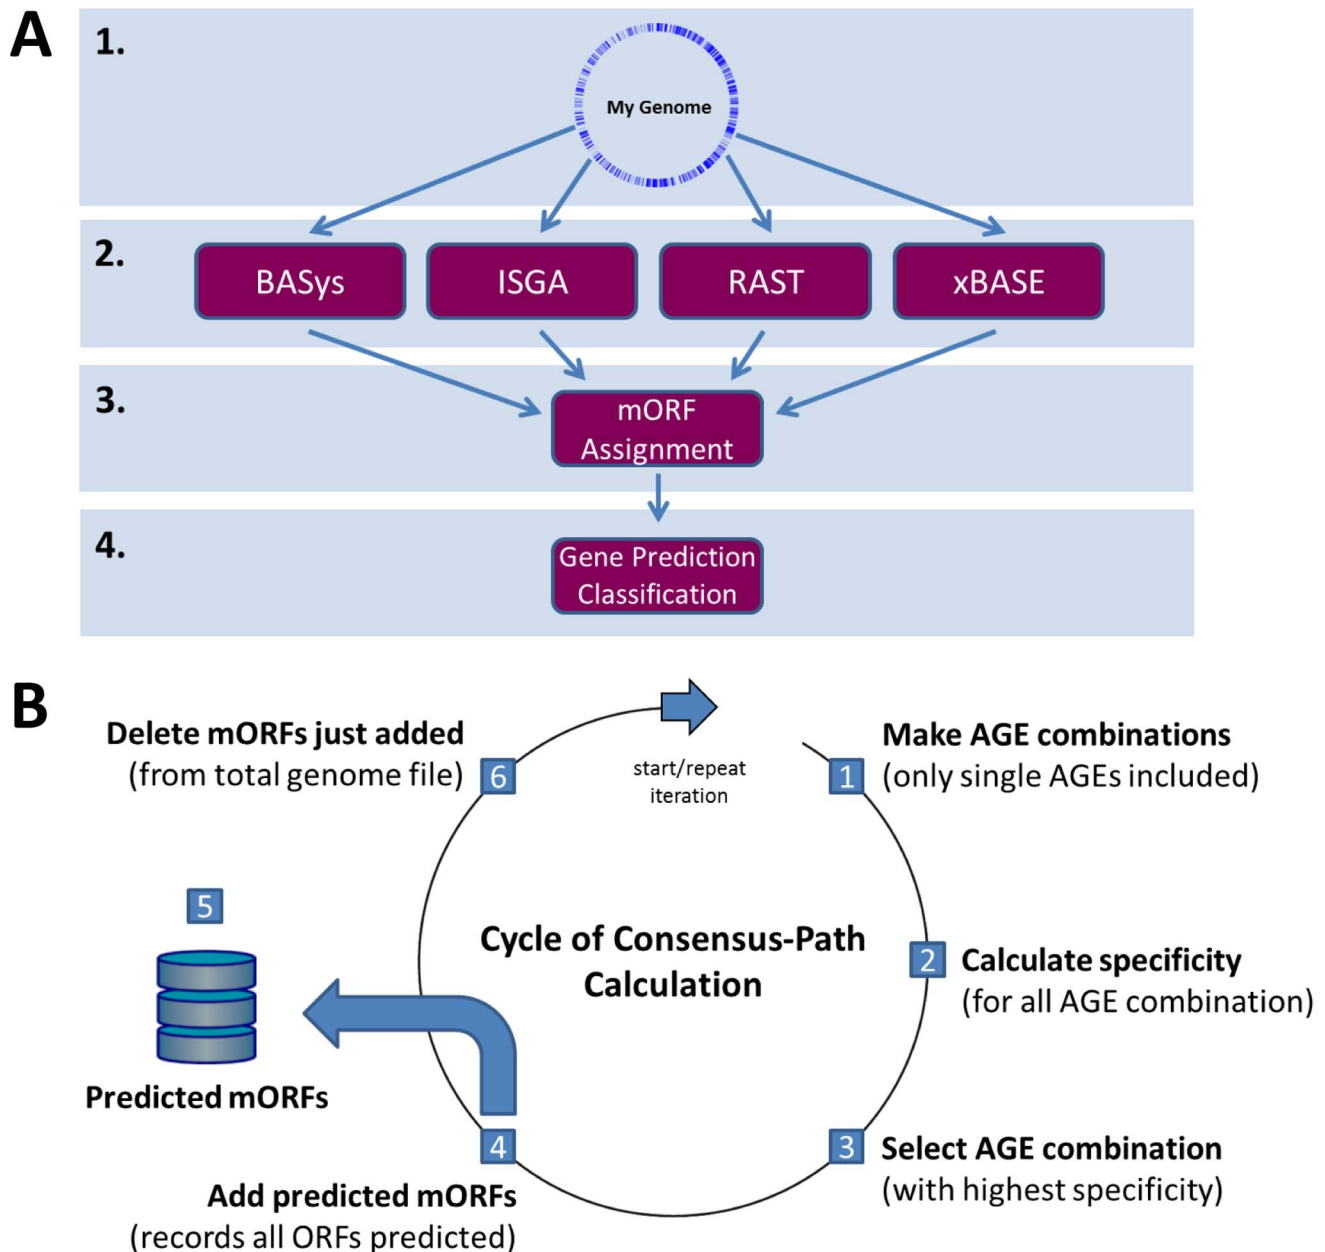 A
1.
My Genome
2.
BASys
ISGA
RAST
xBASE
3.
mORF
Assignment
4.
Gene Prediction
Classification
B
Delete mORFs just added
(from total genome file)
6
start/repeat
iteration
1
Make AGE combinations
(only single AGEs included)
5
Predicted mORFs
Cycle of Consensus-Path
Calculation
2
Calculate specificity
(for all AGE combination)
4
Add predicted mORFs
(records all ORFs predicted)
3
Select AGE combination
(with highest specificity)